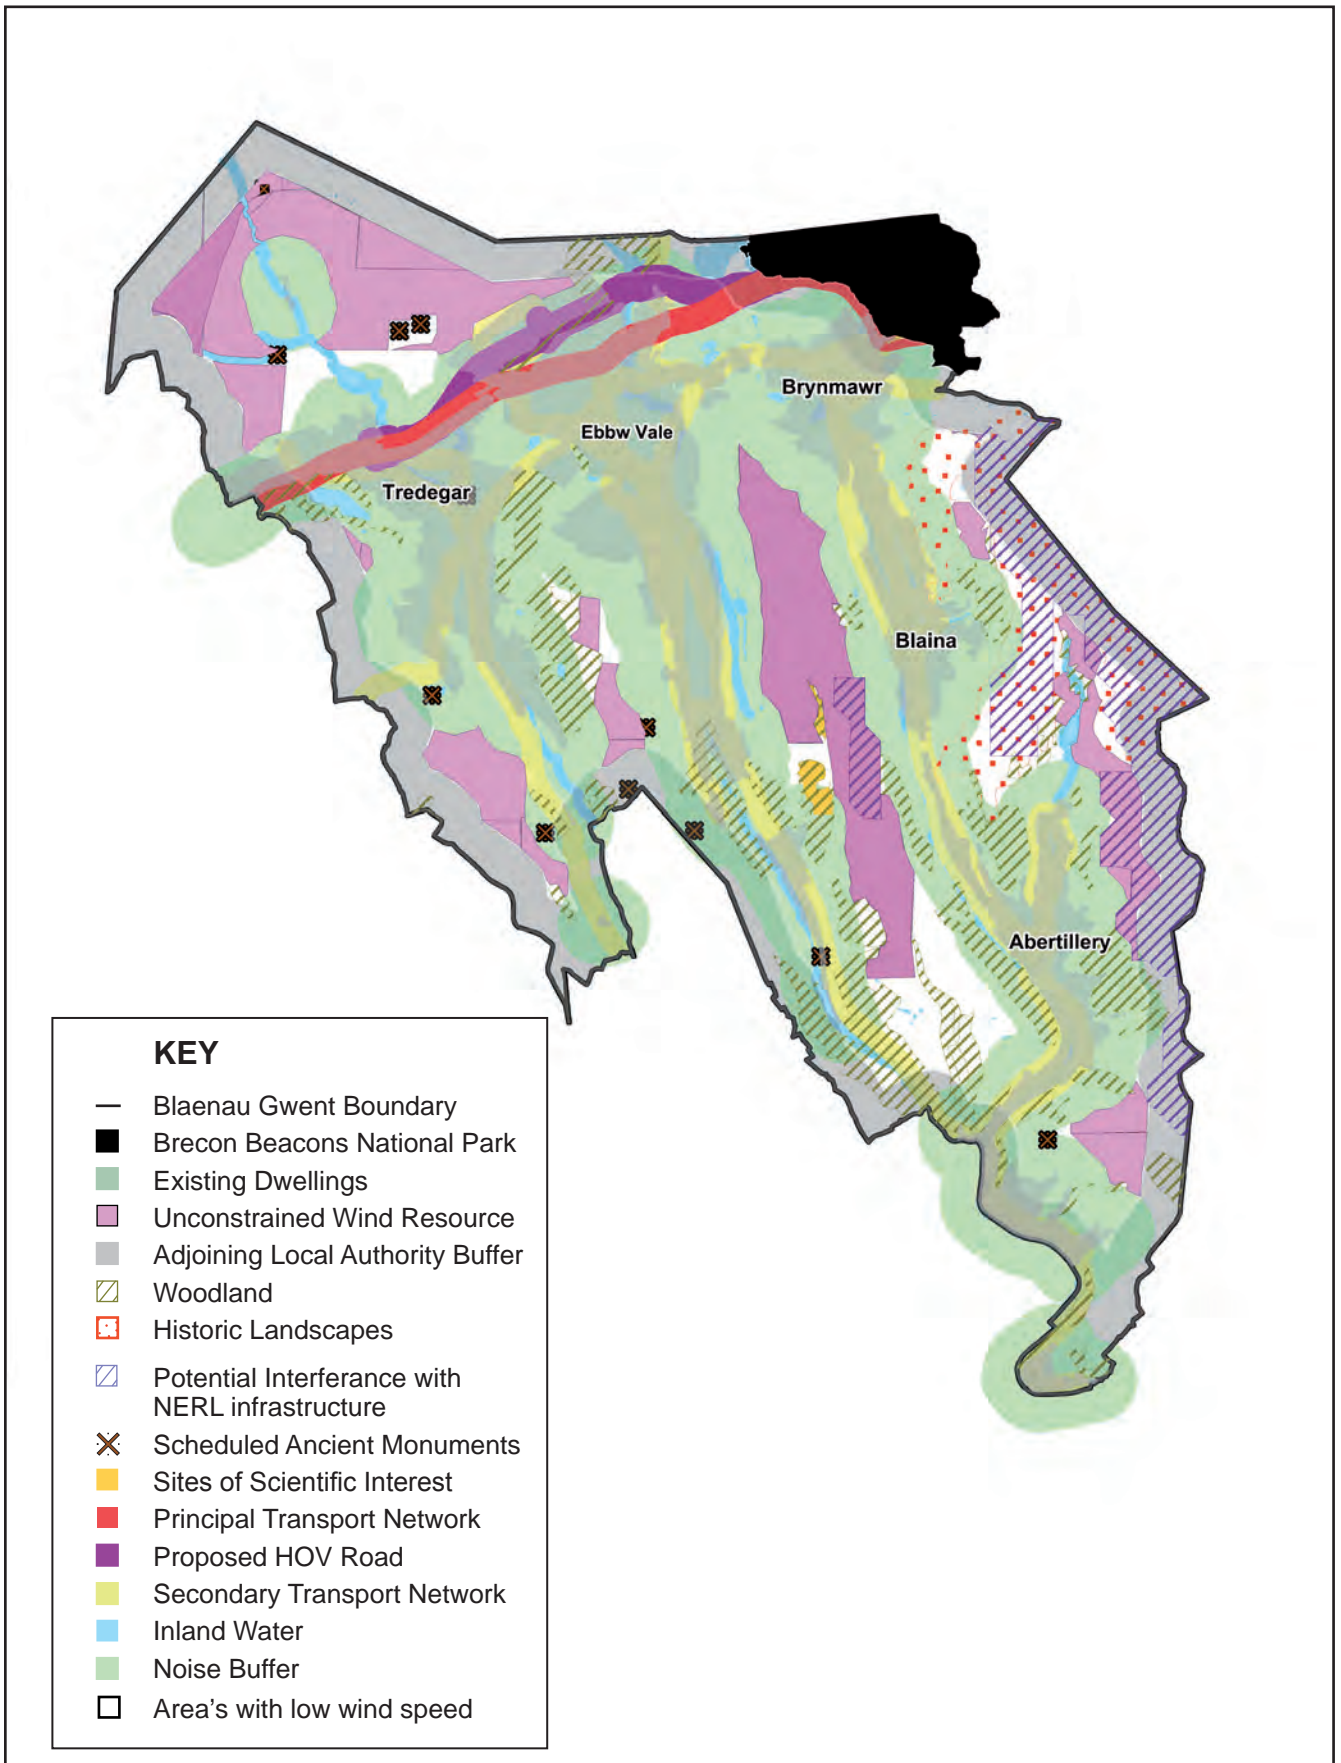 Brynmawr
Ebbw Vale
Tredegar
Blaina
Abertillery
KEY
Blaenau Gwent Boundary
Brecon Beacons National Park
Existing Dwellings
Unconstrained Wind Resource
Adjoining Local Authority Buffer
Woodland
Historic Landscapes
Potential Interferance with
NERL infrastructure
Scheduled Ancient Monuments
Sites of Scientific Interest
Principal Transport Network
Proposed HOV Road
Secondary Transport Network
Inland Water
Noise Buffer
Area's with low wind speed